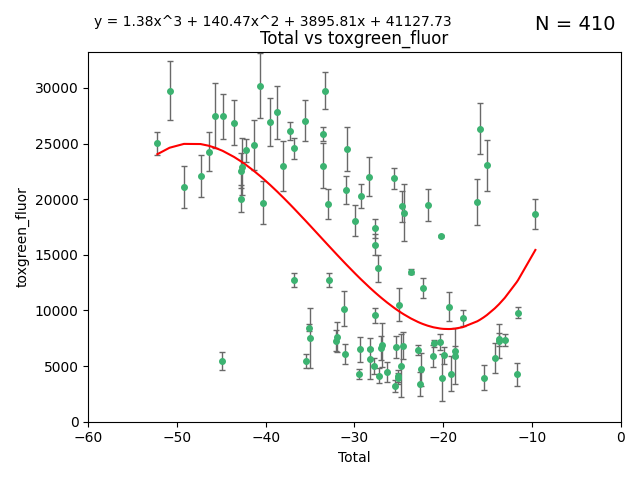 y = 1.38x^3 + 140.47x^2 + 3895.81x + 41127.73
N = 410
Total vs toxgreen_fluor
30000
25000
20000
15000
10000
5000
0
toxgreen_fluor
−60
−50
−40
−30
−20
−10
0
Total